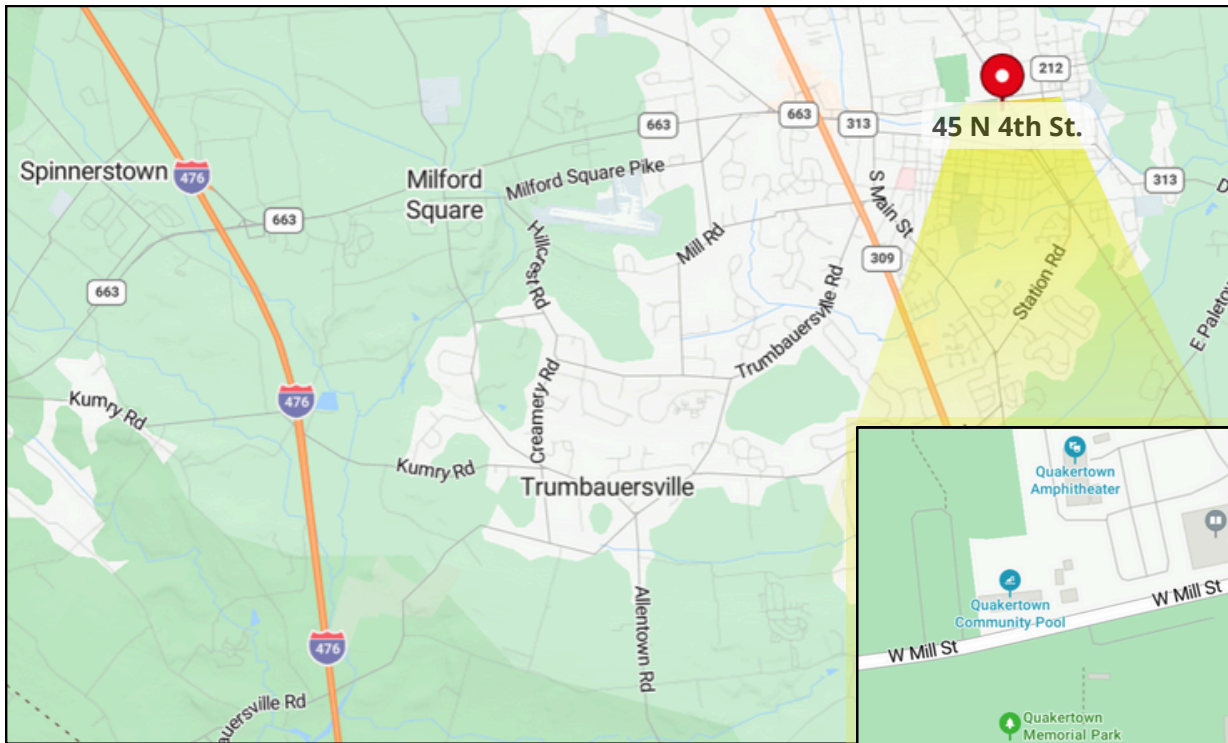 212
663
663
313
45 N 4th St.
Spinnerstown
476
Milford
Square
Milford Square Pike
S Main St
313
D
663
Hillcrest Rd
Mill Rd
309
Station Rd
663
Trumbauersville Rd
E Paletow
Kumry Rd
476
Creamery Rd
Kumry Rd
Trumbauersville
Quakertown
Amphitheater
Quakertown
Community Pool
W Mill St
W Mill St
Allentown Rd
476
auersville Rd
Quakertown
Memorial Park